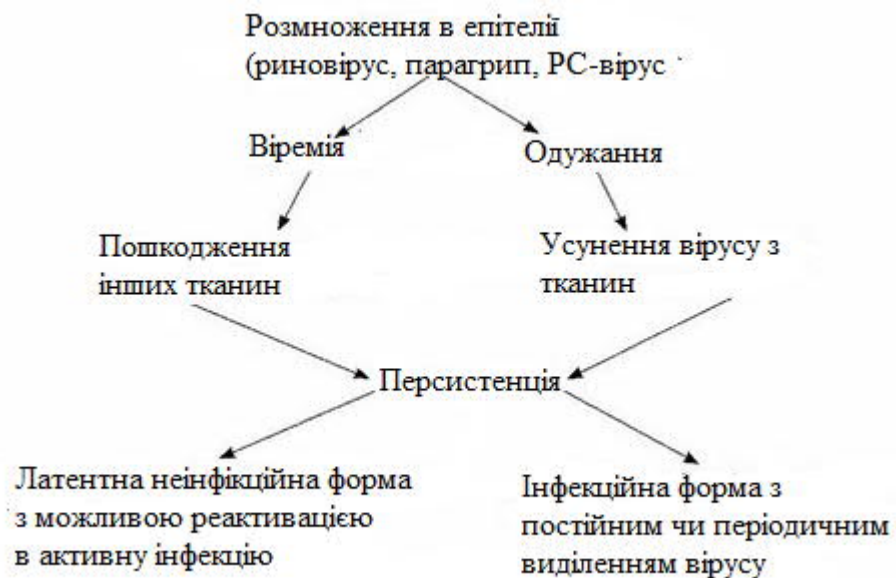 Розмноження в епітелії
(риновірус, парагрип, РС-вірус
Віремія
Одужання
Пошкодження
інших тканин
Усунення вірусу з
тканин
Персистенція
Латентна неінфікційна форма
з можливою реактивацією
в активну інфекцію
Інфекційна форма з
постійним чи періодичним
виділенням вірусу